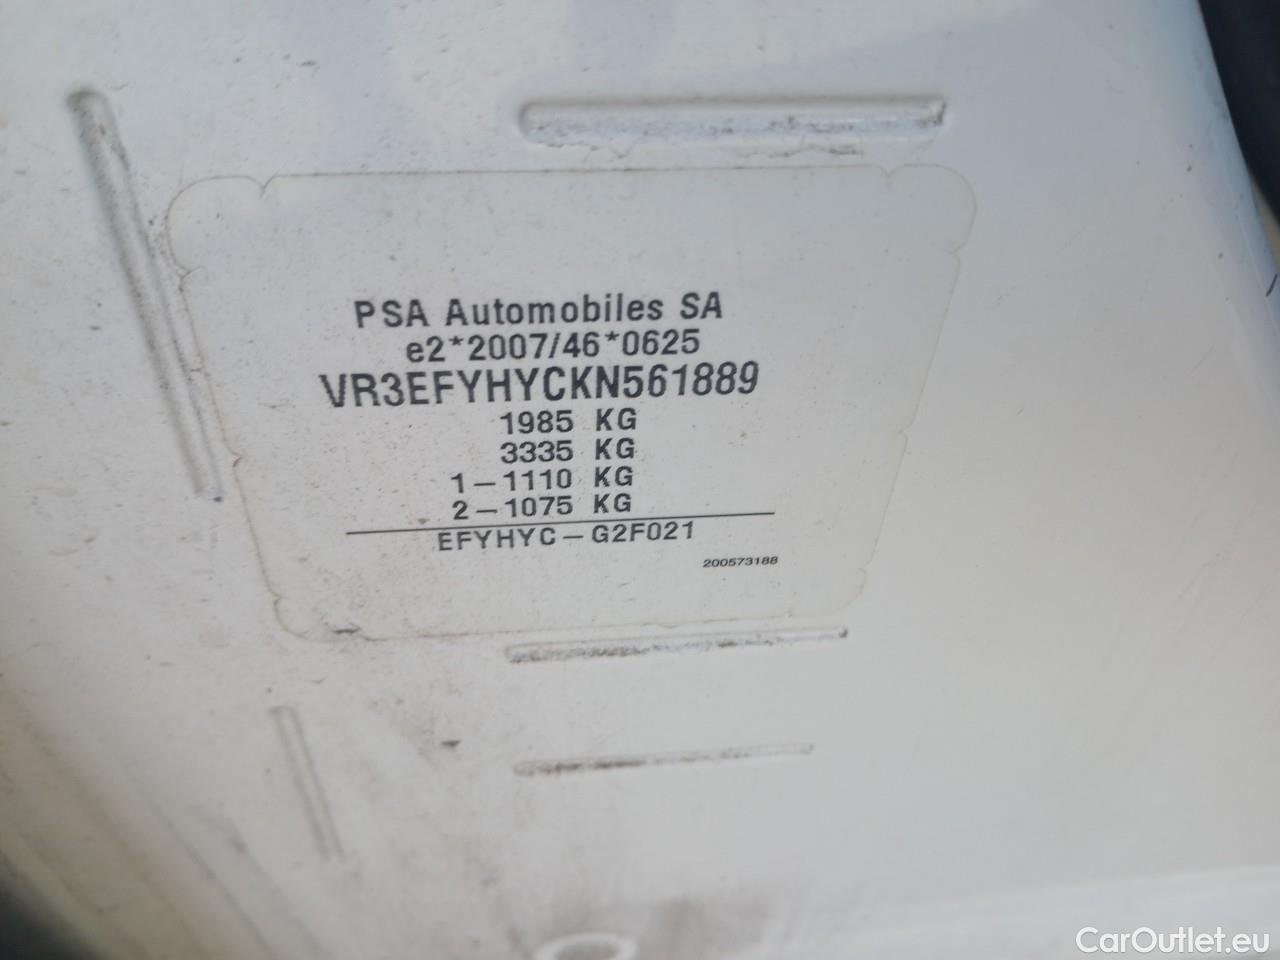 PSA Automobiles SA
e2*2007/46*0625
VR3EFYHYCKN561889
1985 KG
3335 KG
1-1110 KG
2-1075 KG
EFYHYC-G2F021
200573188
CarOutlet.eu